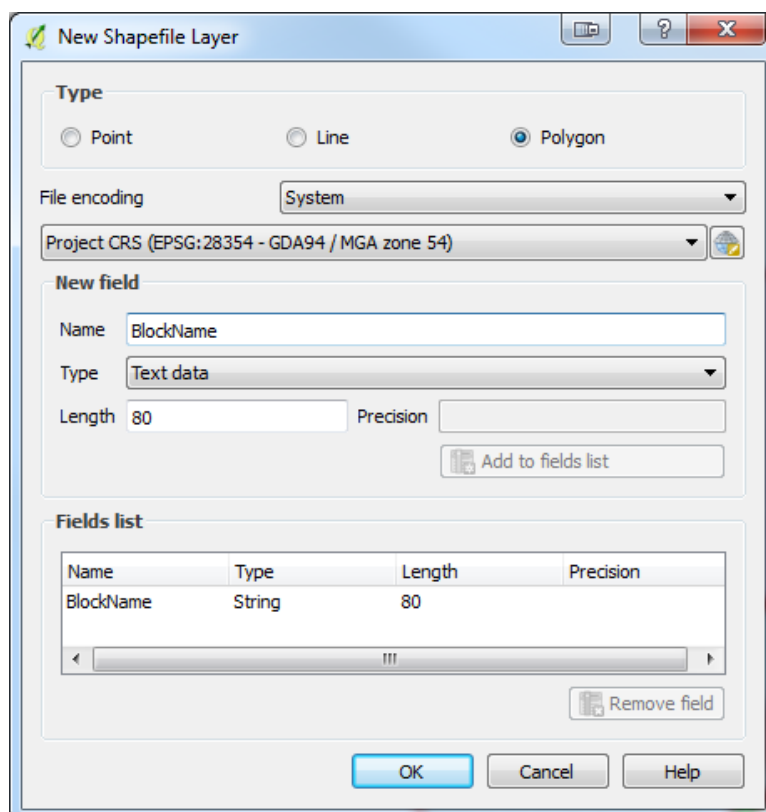 New Shapefile Layer
Type
Point Line Polygon
File encoding System
Project CRS (EPSG:28354 - GDA94 / MGA zone 54)
New field
Name BlockName
Type Text data
Length 80 Precision
Add to fields list
Fields list
Name Type Length Precision
BlockName String 80
Remove field
OK Cancel Help